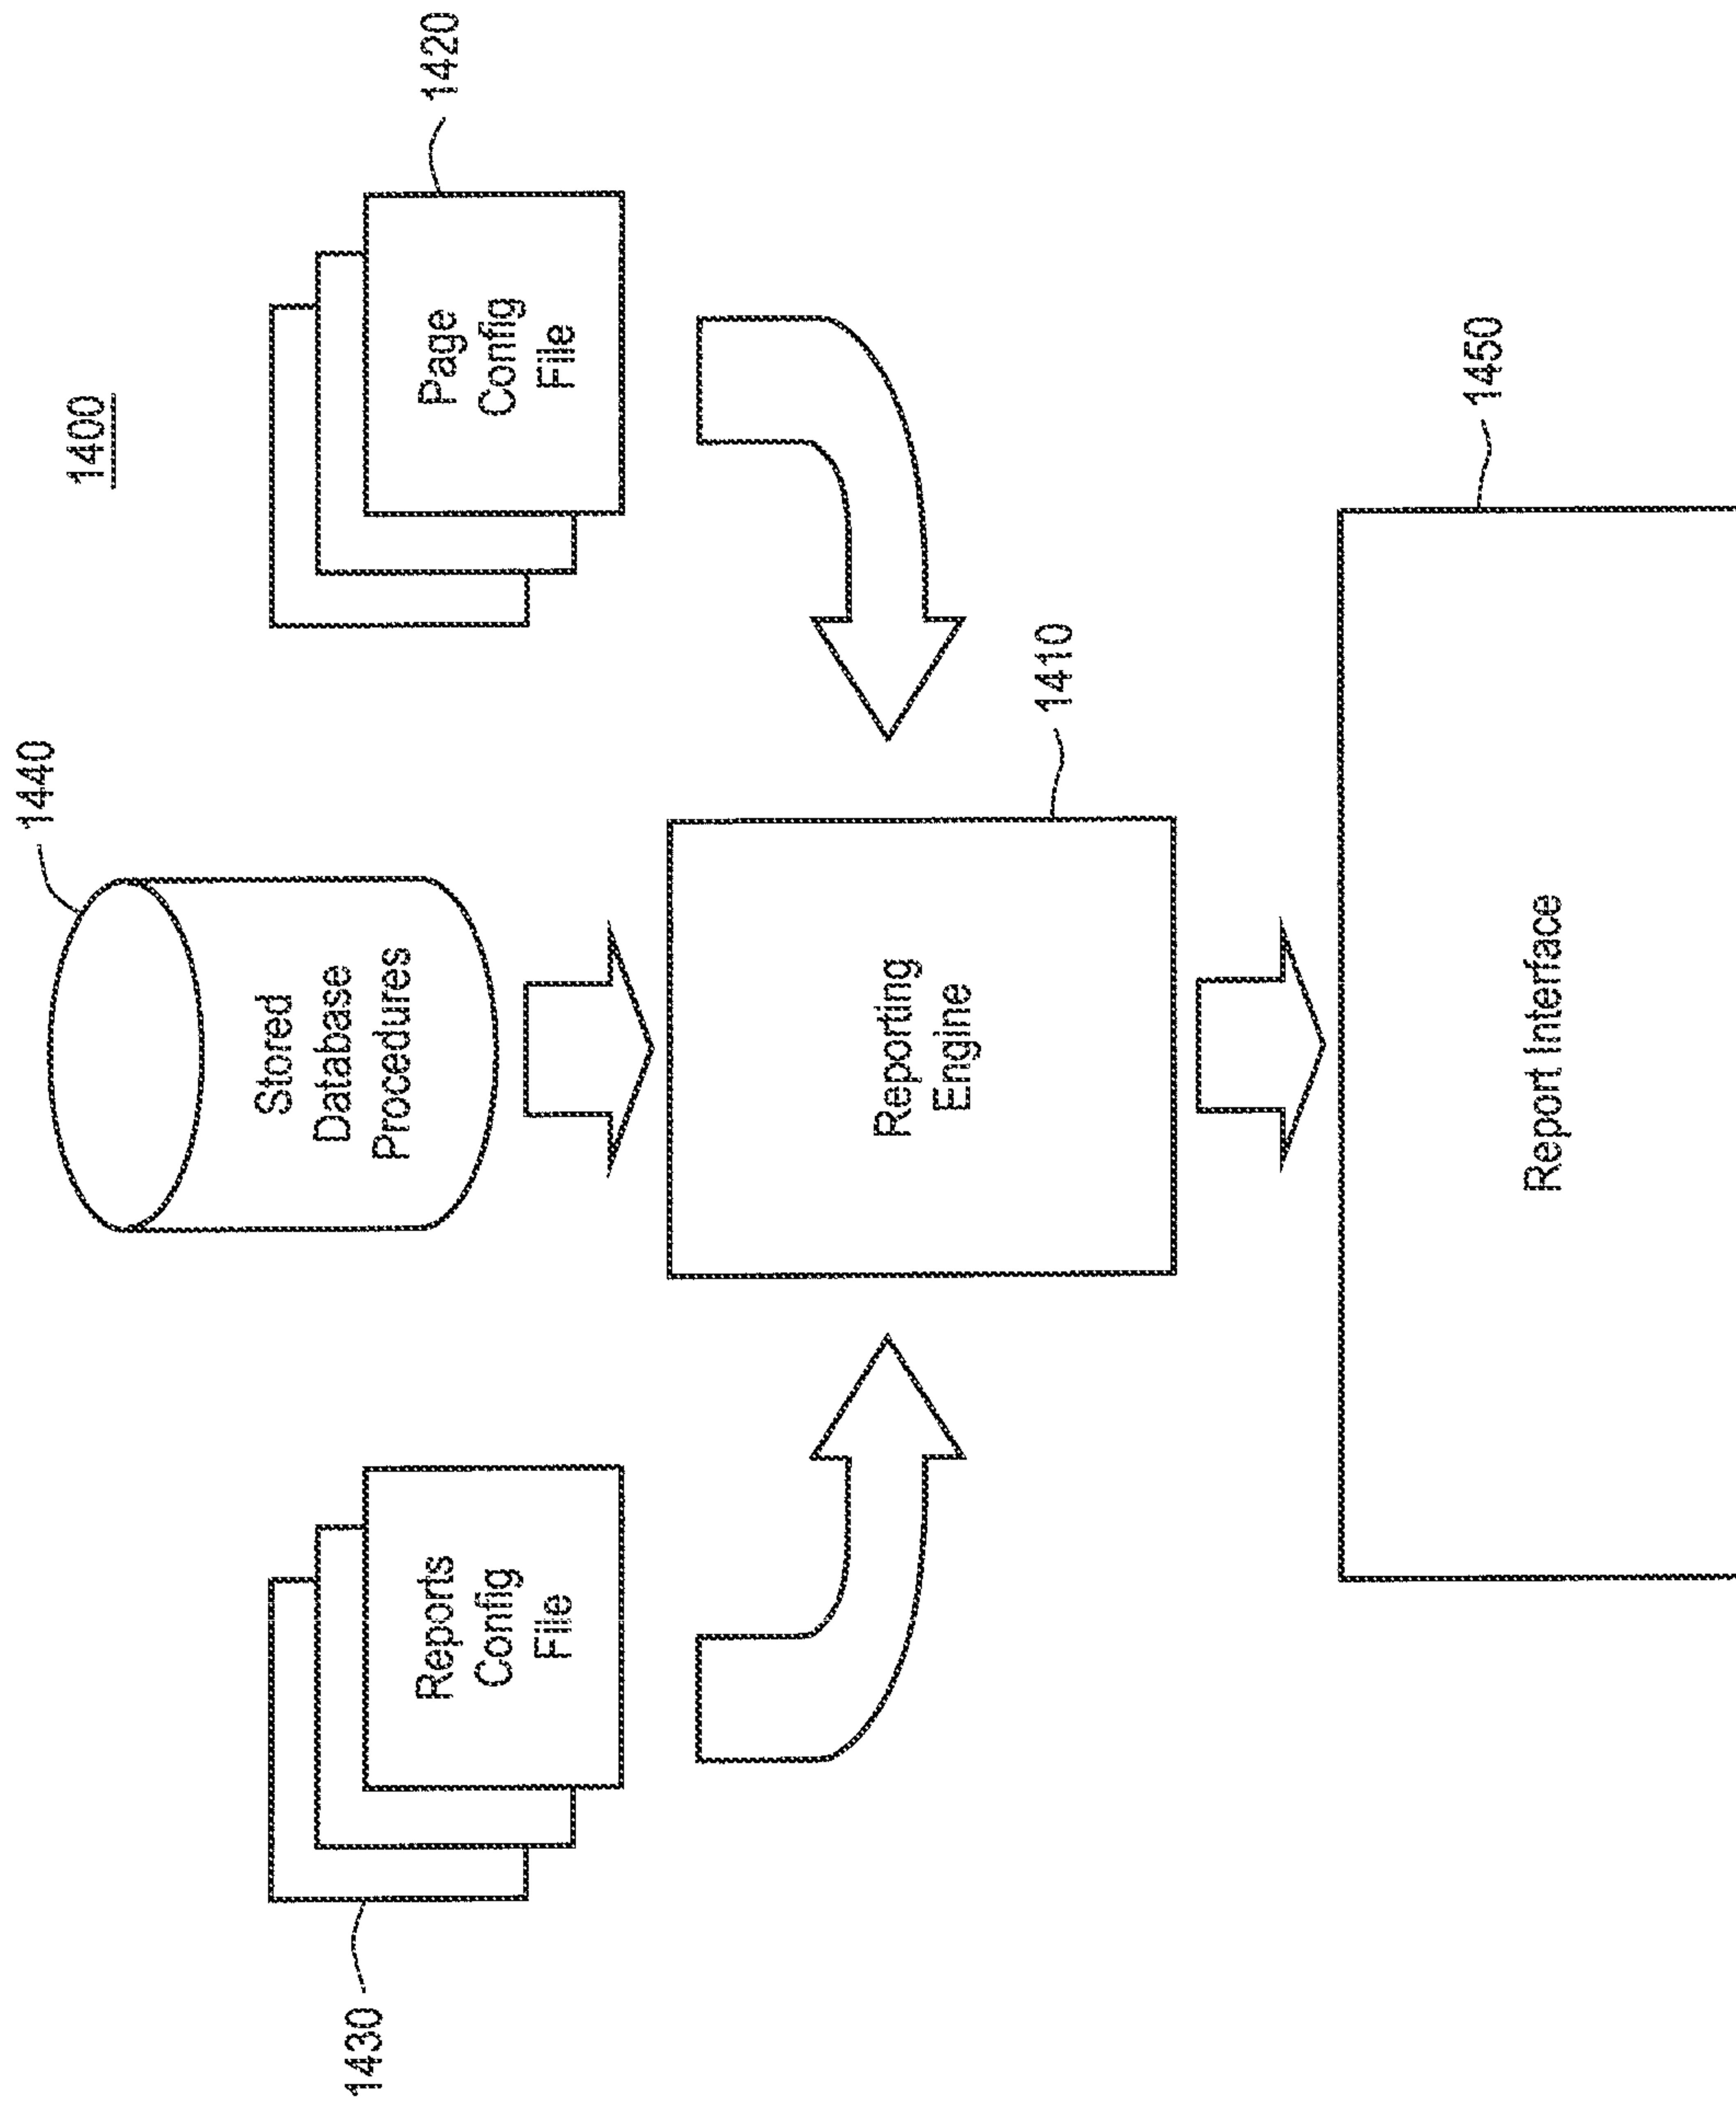 1400
1440
Stored
Database
Procedures
1430
Reports
Config
File
1420
Page
Config
File
1410
Reporting
Engine
1450
Report Interface